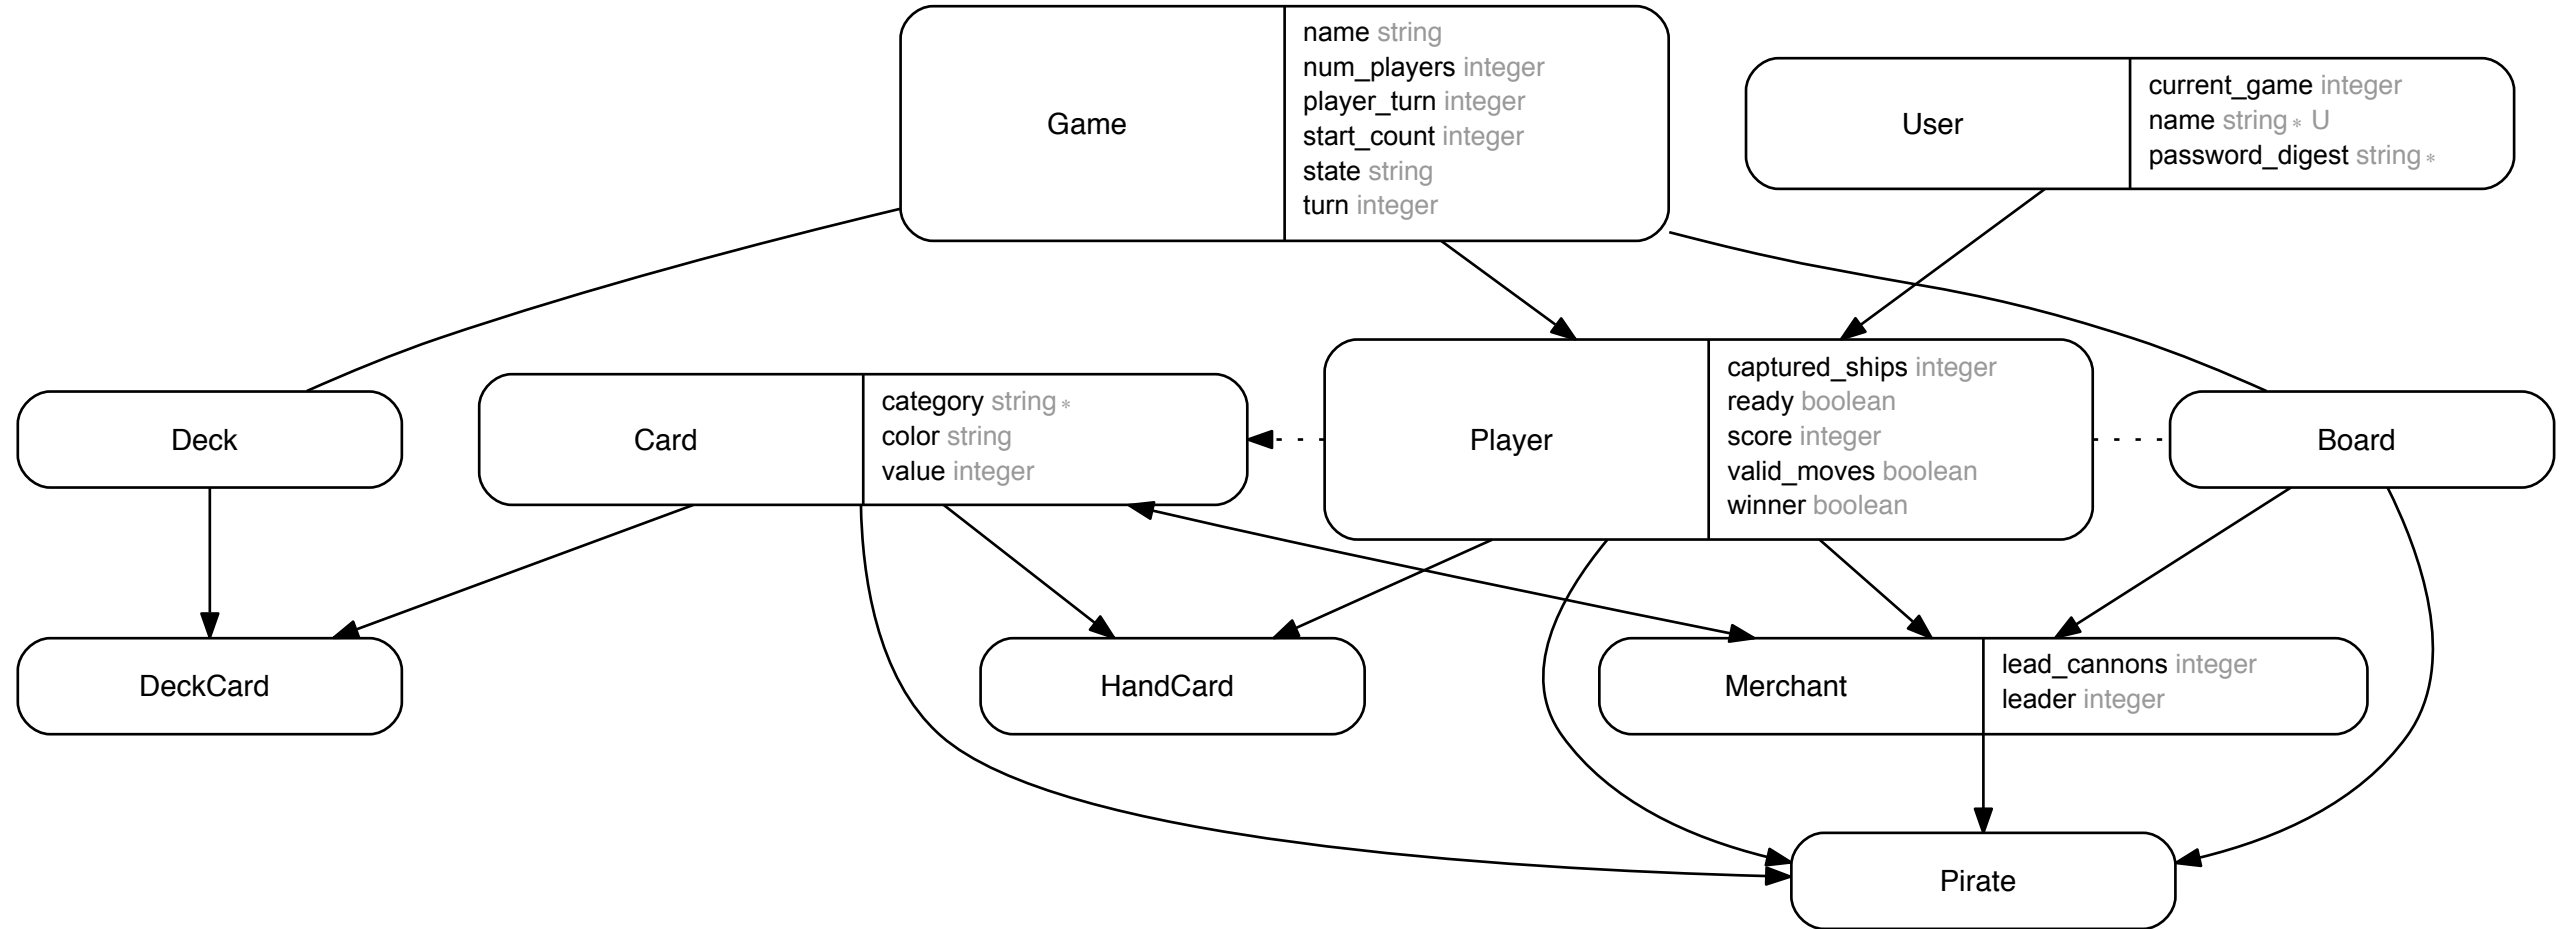 Game
name string
num_players integer
player_turn integer
start_count integer
state string
turn integer
User
current_game integer
name string* U
password_digest string*
Deck
Card
category string*
color string
value integer
Player
captured_ships integer
ready boolean
score integer
valid_moves boolean
winner boolean
Board
DeckCard
HandCard
Merchant
lead_cannons integer
leader integer
Pirate